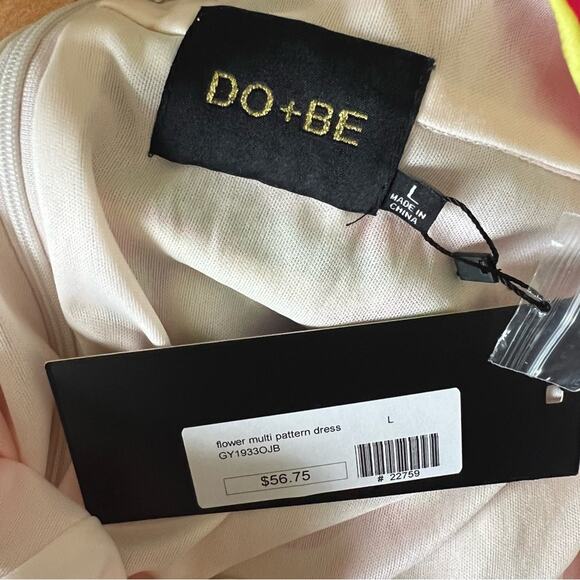 DO+BE
L
MADE IN
CHINA
flower multi pattern dress
GY1933OJB
L
$56.75
# 22759